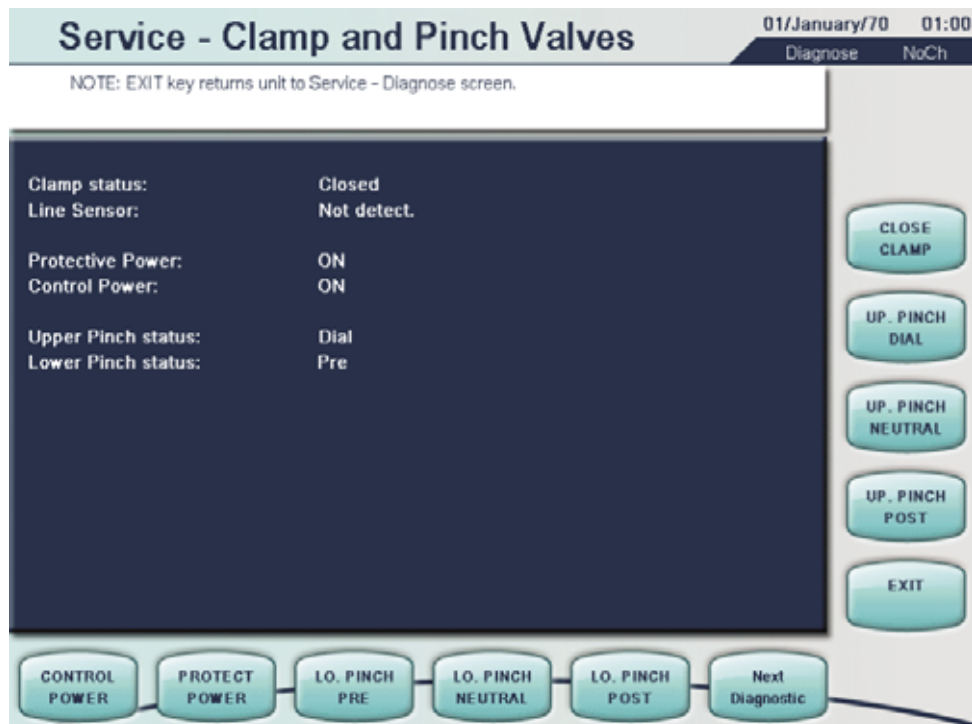 Service - Clamp and Pinch Valves
01/January/70 01:00
Diagnose NoCh
NOTE: EXIT key returns unit to Service - Diagnose screen.
Clamp status: Closed
Line Sensor: Not detect.
Protective Power: ON
Control Power: ON
Upper Pinch status: Dial
Lower Pinch status: Pre
CLOSE
CLAMP
UP. PINCH
DIAL
UP. PINCH
NEUTRAL
UP. PINCH
POST
EXIT
CONTROL
POWER
PROTECT
POWER
LO. PINCH
PRE
LO. PINCH
NEUTRAL
LO. PINCH
POST
Next
Diagnostic